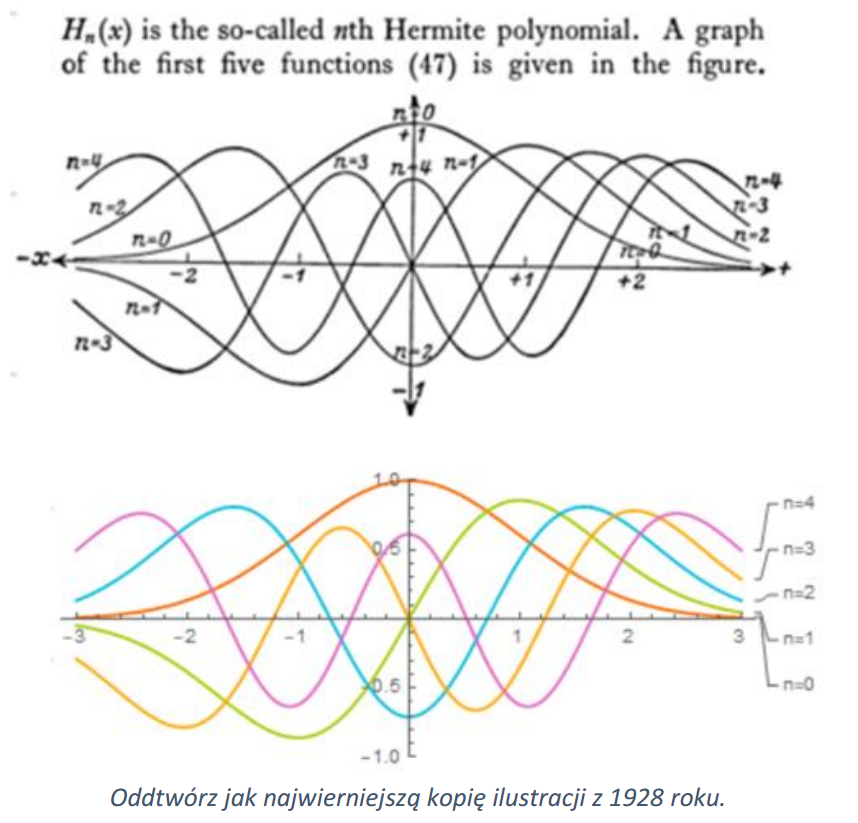 Hₙ(x) is the so-called nth Hermite polynomial. A graph
of the first five functions (47) is given in the figure.
n=0
+1
n=4 n=3 n=4 n=1 n=4
n=2 n=3
n=0 n=1 n=2
n=0
-x -2 -1 +1 +2 +
n=1
n=3 n=2
-1
1.0
n=4
0.5 n=3
n=2
-3 -2 -1 1 2 3 n=1
-0.5 n=0
-1.0
Oddtwórz jak najwierniejszą kopię ilustracji z 1928 roku.